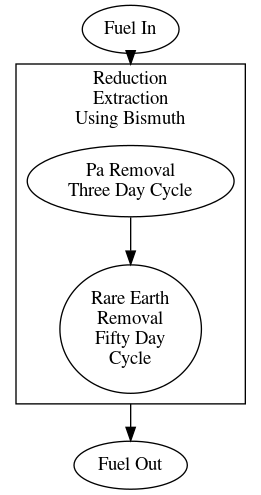 Fuel In
Reduction
Extraction
Using Bismuth
Pa Removal
Three Day Cycle
Rare Earth
Removal
Fifty Day
Cycle
Fuel Out